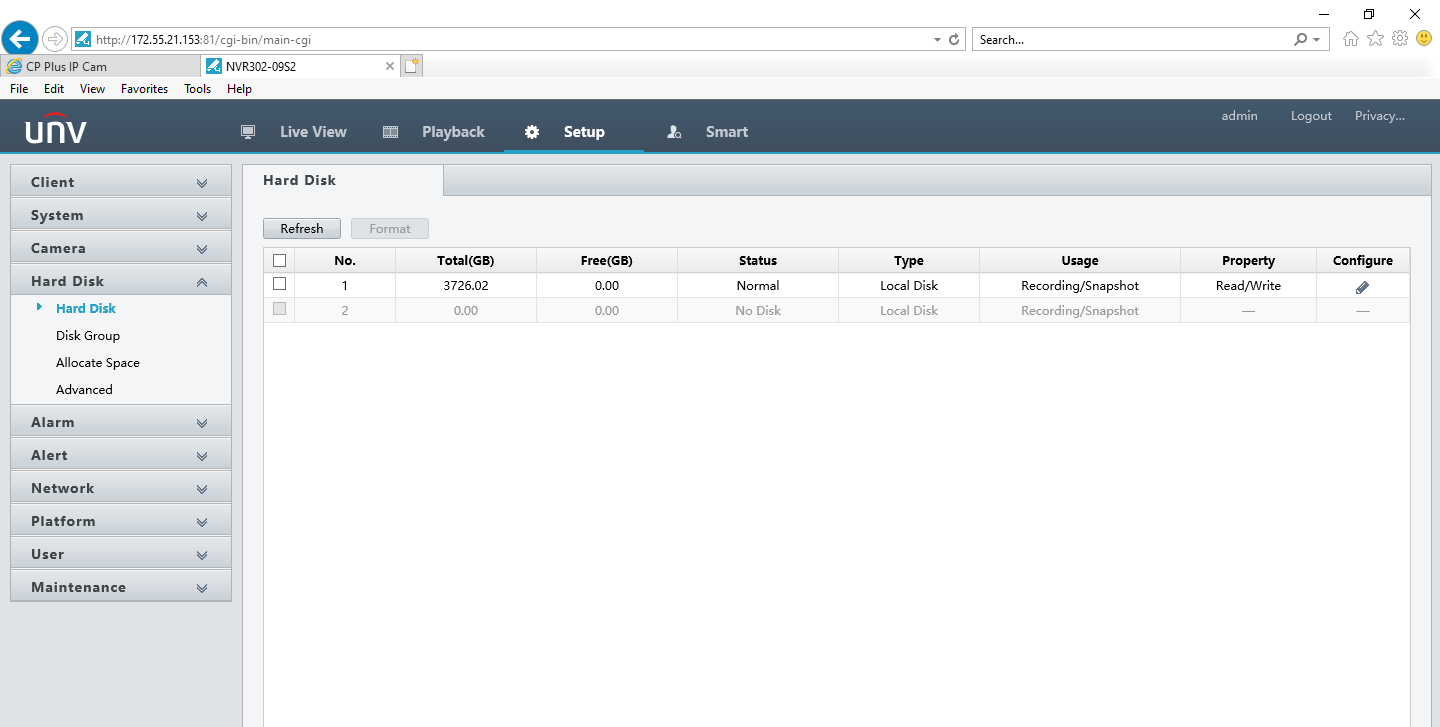 http://172.55.21.153:81/cgi-bin/main-cgi
Search...
CP Plus IP Cam
NVR302-09S2
File Edit View Favorites Tools Help
unv
Live View Playback Setup Smart
admin Logout Privacy...
Client
System
Camera
Hard Disk
Hard Disk
Disk Group
Allocate Space
Advanced
Alarm
Alert
Network
Platform
User
Maintenance
Hard Disk
Refresh Format
No. Total(GB) Free(GB) Status Type Usage Property Configure
1 3726.02 0.00 Normal Local Disk Recording/Snapshot Read/Write
2 0.00 0.00 No Disk Local Disk Recording/Snapshot — —